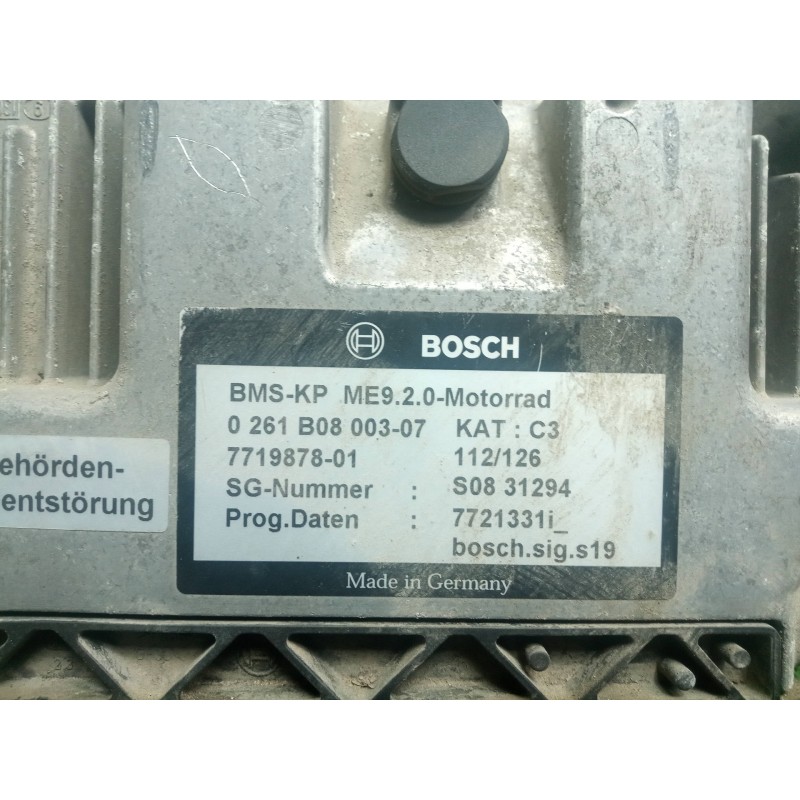 BOSCH
BMS-KP ME9.2.0-Motorrad
0 261 B08 003-07 KAT : C3
7719878-01 112/126
SG-Nummer : S08 31294
Prog.Daten : 7721331i_
bosch.sig.s19
Made in Germany
ehörden-
entstörung